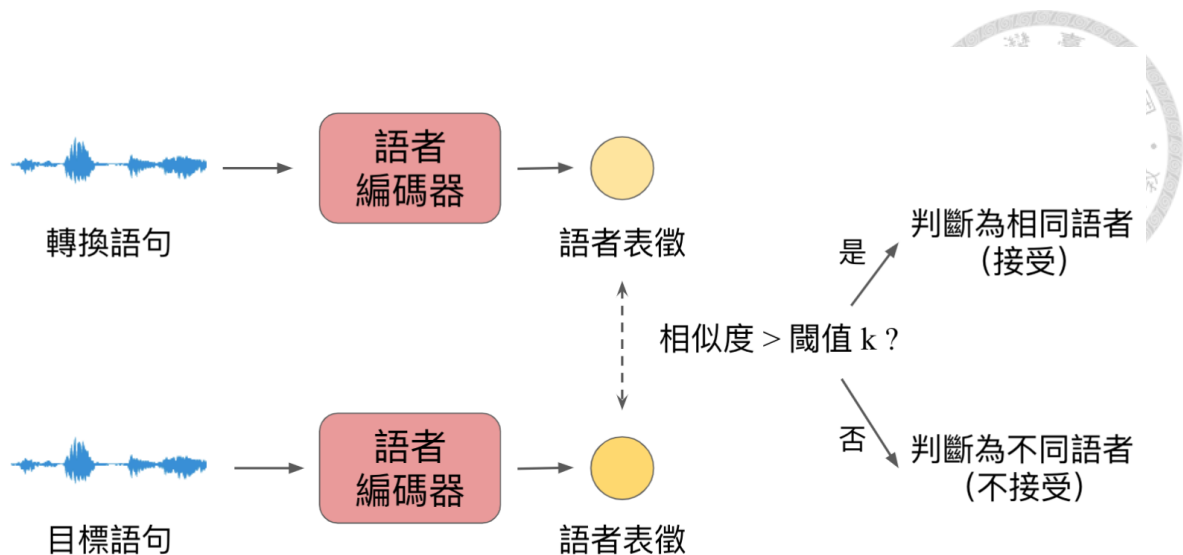 語者
編碼器
轉換語句
語者表徵
是
判斷為相同語者
(接受)
相似度 > 閾值 k ?
語者
編碼器
否
判斷為不同語者
(不接受)
目標語句
語者表徵